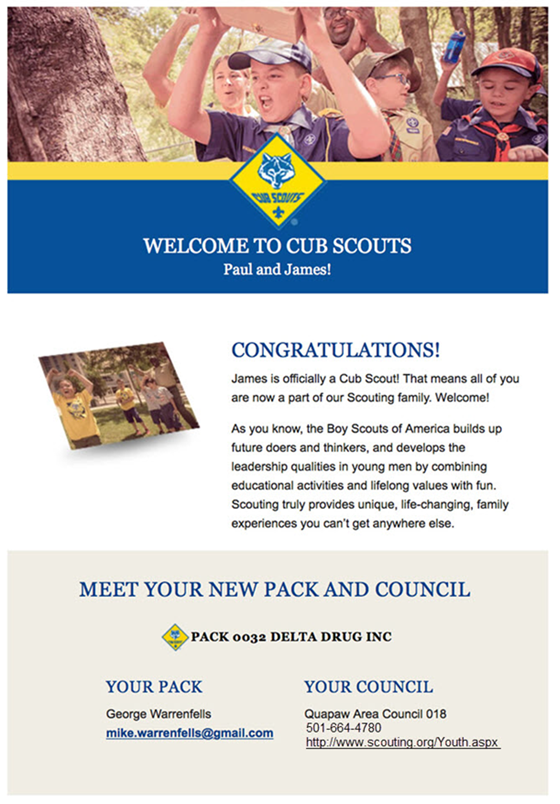 CUB SCOUTS
WELCOME TO CUB SCOUTS
Paul and James!
CONGRATULATIONS!
James is officially a Cub Scout! That means all of you
are now a part of our Scouting family. Welcome!
As you know, the Boy Scouts of America builds up
future doers and thinkers, and develops the
leadership qualities in young men by combining
educational activities and lifelong values with fun.
Scouting truly provides unique, life-changing, family
experiences you can't get anywhere else.
MEET YOUR NEW PACK AND COUNCIL
PACK 0032 DELTA DRUG INC
YOUR PACK
George Warrenfells
mike.warrenfells@gmail.com
YOUR COUNCIL
Quapaw Area Council 018
501-664-4780
http://www.scouting.org/Youth.aspx